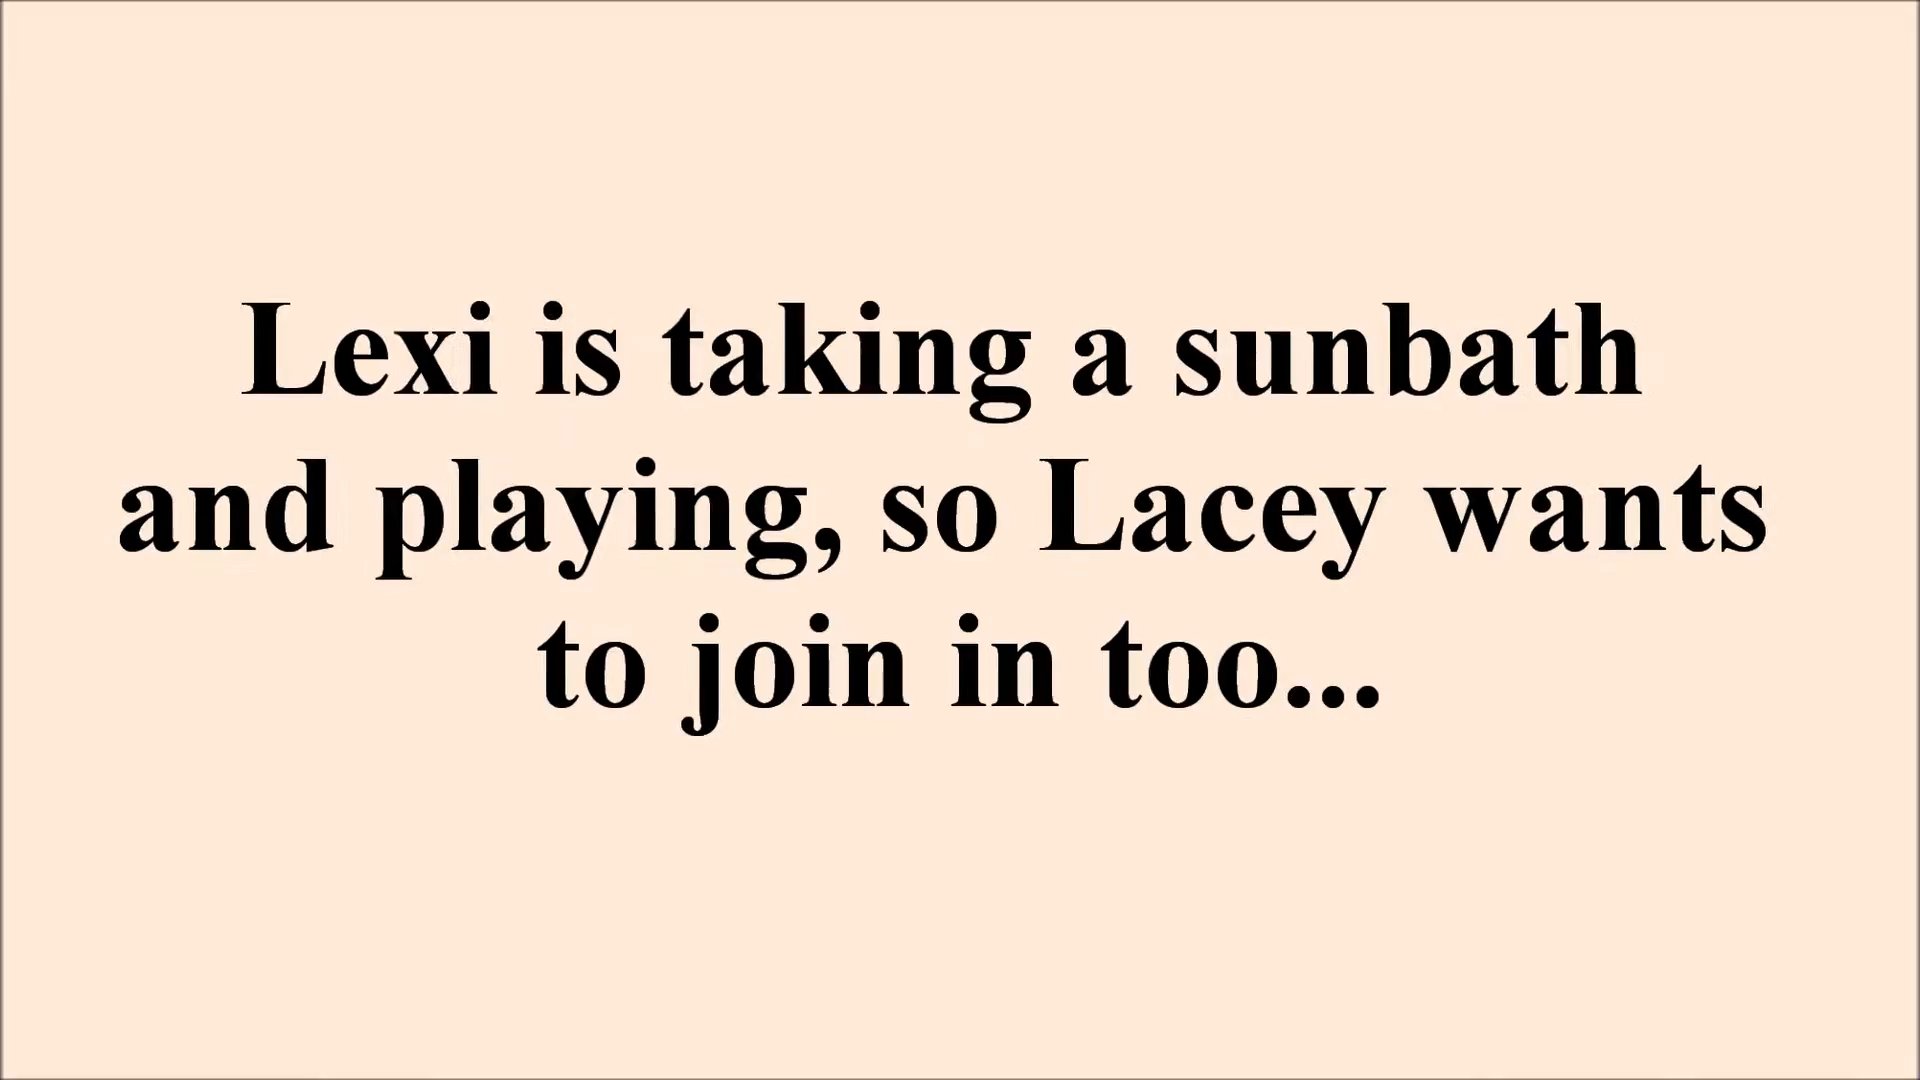 Lexi is taking a sunbath
and playing, so Lacey wants
to join in too...